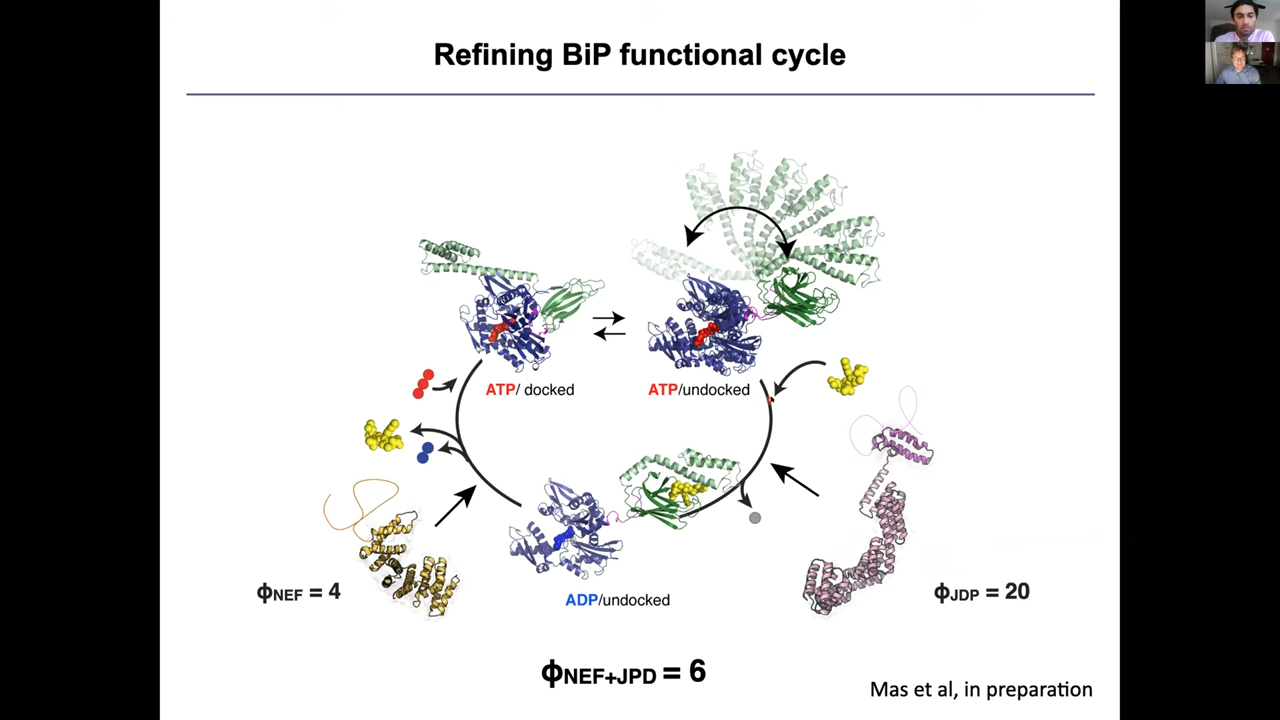 Refining BiP functional cycle
ATP/ docked
ATP/undocked
ADP/undocked
ϕNEF = 4
ϕJDP = 20
ϕNEF+JPD = 6
Mas et al, in preparation